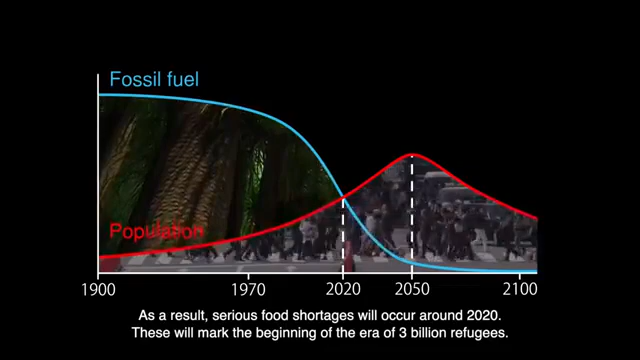 Fossil fuel
Population
1900 1970 2020 2050 2100
As a result, serious food shortages will occur around 2020.
These will mark the beginning of the era of 3 billion refugees.